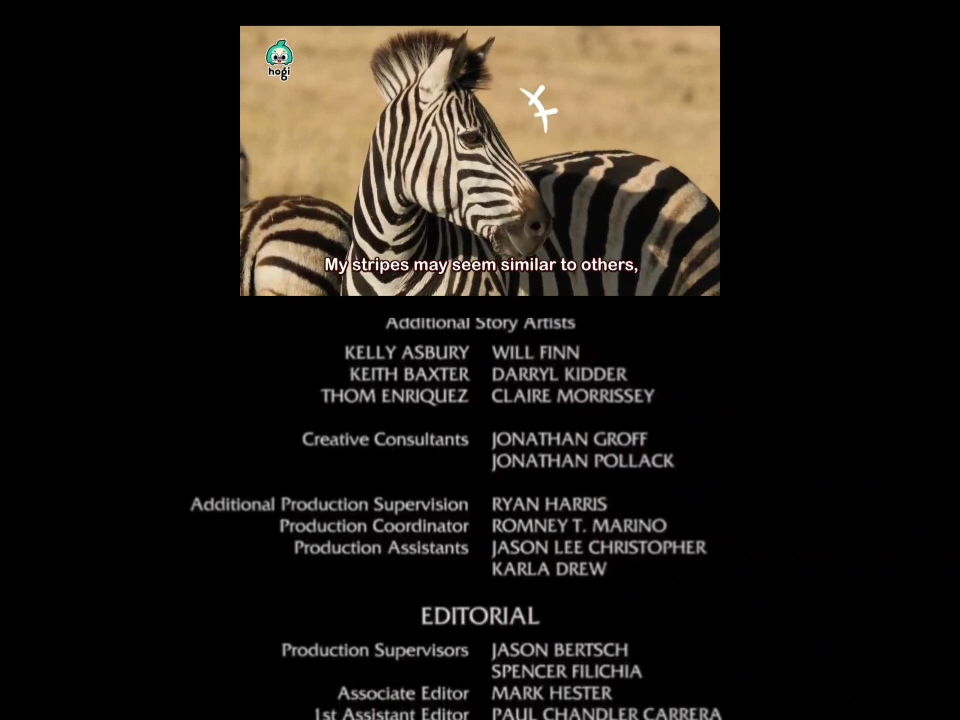 hogi
My stripes may seem similar to others,
Additional Story Artists
KELLY ASBURY WILL FINN
KEITH BAXTER DARRYL KIDDER
THOM ENRIQUEZ CLAIRE MORRISSEY
Creative Consultants JONATHAN GROFF
JONATHAN POLLACK
Additional Production Supervision RYAN HARRIS
Production Coordinator ROMNEY T. MARINO
Production Assistants JASON LEE CHRISTOPHER
KARLA DREW
EDITORIAL
Production Supervisors JASON BERTSCH
SPENCER FILICHIA
Associate Editor MARK HESTER
1st Assistant Editor PAUL CHANDLER CARRERA